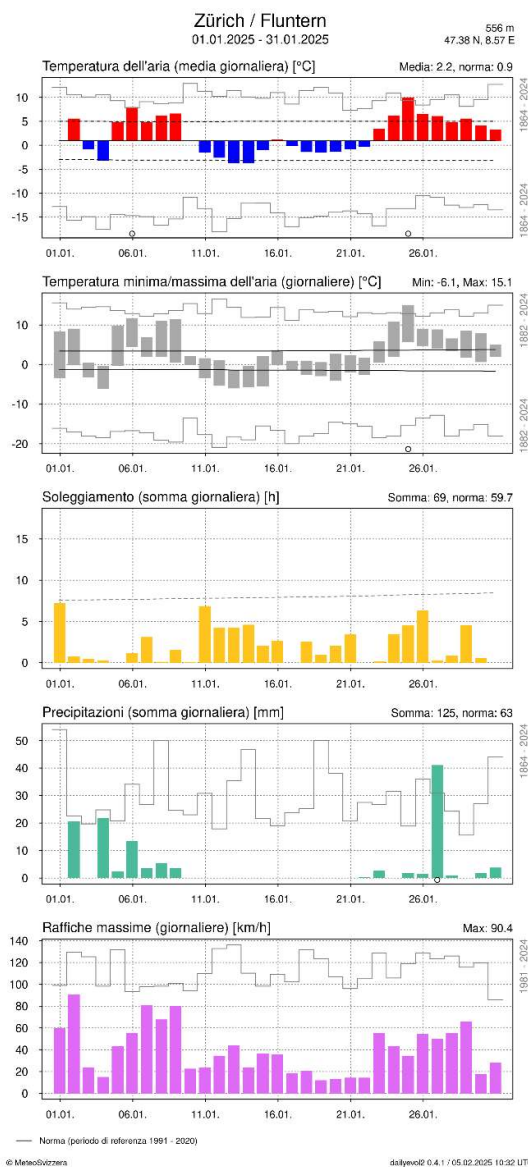 Zürich / Fluntern
01.01.2025 - 31.01.2025
556 m
47.38 N, 8.57 E
Temperatura dell'aria (media giornaliera) [°C]
Media: 2.2, norma: 0.9
10
5
0
-5
-10
-15
1864 - 2024
1864 - 2024
01.01. 06.01. 11.01. 16.01. 21.01. 26.01.
Temperatura minima/massima dell'aria (giornaliere) [°C]
Min: -6.1, Max: 15.1
10
0
-10
-20
1882 - 2024
1882 - 2024
01.01. 06.01. 11.01. 16.01. 21.01. 26.01.
Soleggiamento (somma giornaliera) [h]
Somma: 69, norma: 59.7
15
10
5
0
01.01. 06.01. 11.01. 16.01. 21.01. 26.01.
Precipitazioni (somma giornaliera) [mm]
Somma: 125, norma: 63
50
40
30
20
10
0
1864 - 2024
01.01. 06.01. 11.01. 16.01. 21.01. 26.01.
Raffiche massime (giornaliere) [km/h]
Max: 90.4
140
120
100
80
60
40
20
0
1981 - 2024
01.01. 06.01. 11.01. 16.01. 21.01. 26.01.
Norma (periodo di referenza 1991 - 2020)
© MeteoSvizzera
dailyevol2 0.4.1 / 05.02.2025 10:32 UT